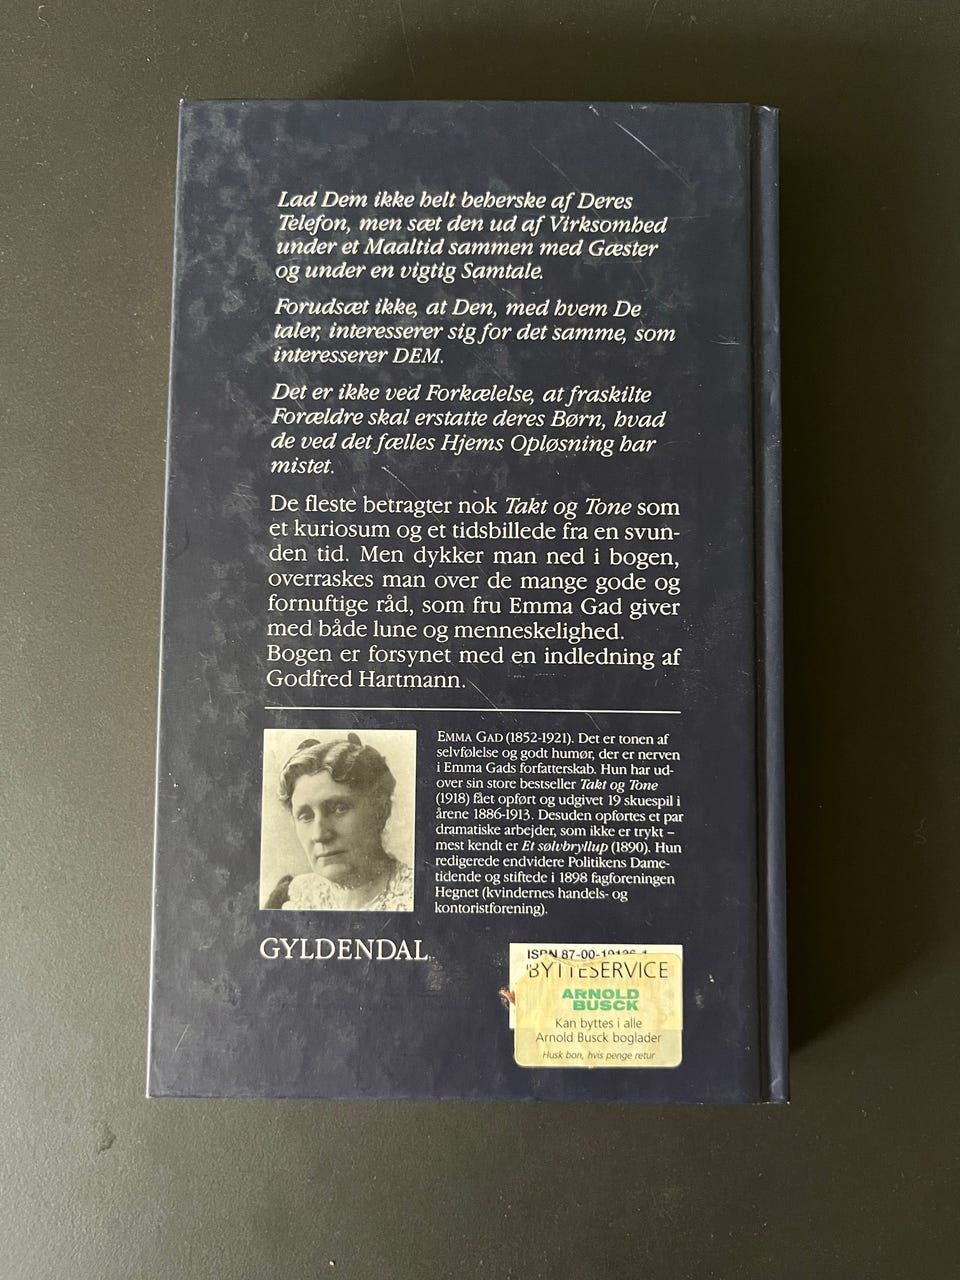 Lad Dem ikke helt beherske af Deres
Telefon, men sæt den ud af Virksomhed
under et Maaltid sammen med Gæster
og under en vigtig Samtale.
Forudsæt ikke, at Den, med hvem De
taler, interesserer sig for det samme, som
interesserer DEM.
Det er ikke ved Forkælelse, at fraskilte
Forældre skal erstatte deres Børn, hvad
de ved det fælles Hjems Opløsning har
mistet.
De fleste betragter nok Takt og Tone som
et kuriosum og et tidsbillede fra en svun-
den tid. Men dykker man ned i bogen,
overraskes man over de mange gode og
fornuftige råd, som fru Emma Gad giver
med både lune og menneskelighed.
Bogen er forsynet med en indledning af
Godfred Hartmann.
EMMA GAD (1852-1921). Det er tonen af
selvfølelse og godt humør, der er nerven
i Emma Gads forfatterskab. Hun har ud-
over sin store bestseller Takt og Tone
(1918) fået opført og udgivet 19 skuespil i
årene 1886-1913. Desuden opførtes et par
dramatiske arbejder, som ikke er trykt –
mest kendt er Et sølvbryllup (1890). Hun
redigerede endvidere Politikens Dame-
tidende og stiftede i 1898 fagforeningen
Hegnet (kvindernes handels- og
kontoristforening).
GYLDENDAL
ISBN 87-00-
BYTTESERVICE
ARNOLD
BUSCK
Kan byttes i alle
Arnold Busck boglader
Husk bon, hvis penge retur